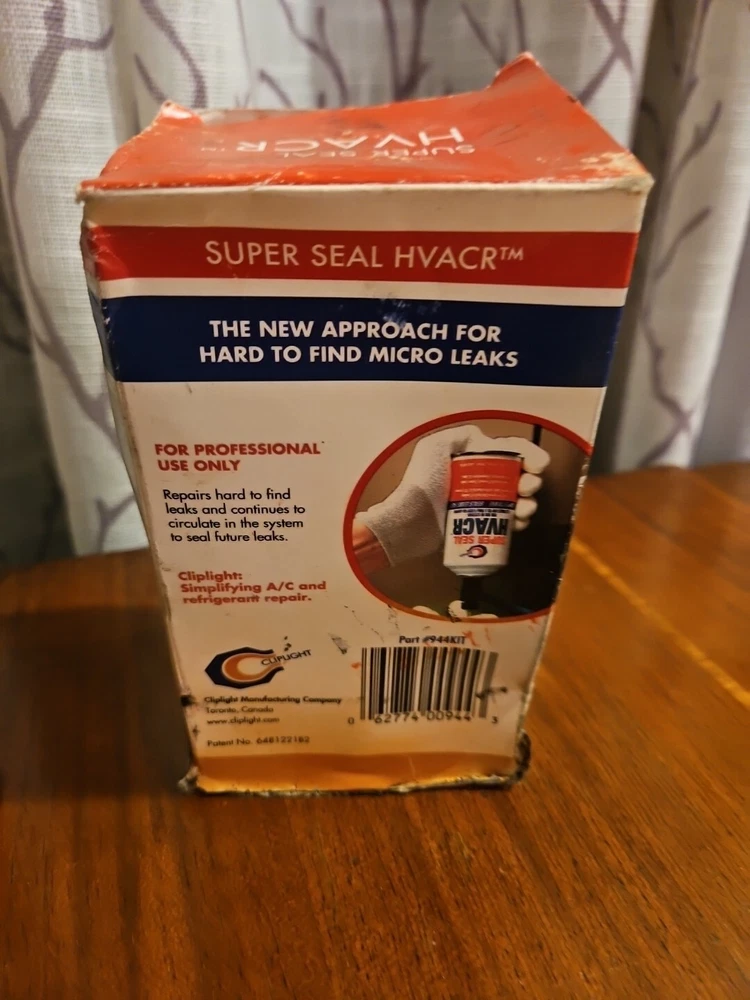 SUPER SEAL
HVACR™
SUPER SEAL HVACR™
THE NEW APPROACH FOR
HARD TO FIND MICRO LEAKS
FOR PROFESSIONAL
USE ONLY
Repairs hard to find
leaks and continues to
circulate in the system
to seal future leaks.
Cliplight:
Simplifying A/C and
refrigerant repair.
SUPER SEAL
HVACR
CLIPLIGHT
Cliplight Manufacturing Company
Toronto, Canada
www.cliplight.com
Patent No. 648122182
Part #944KIT
0 62774 00944 3